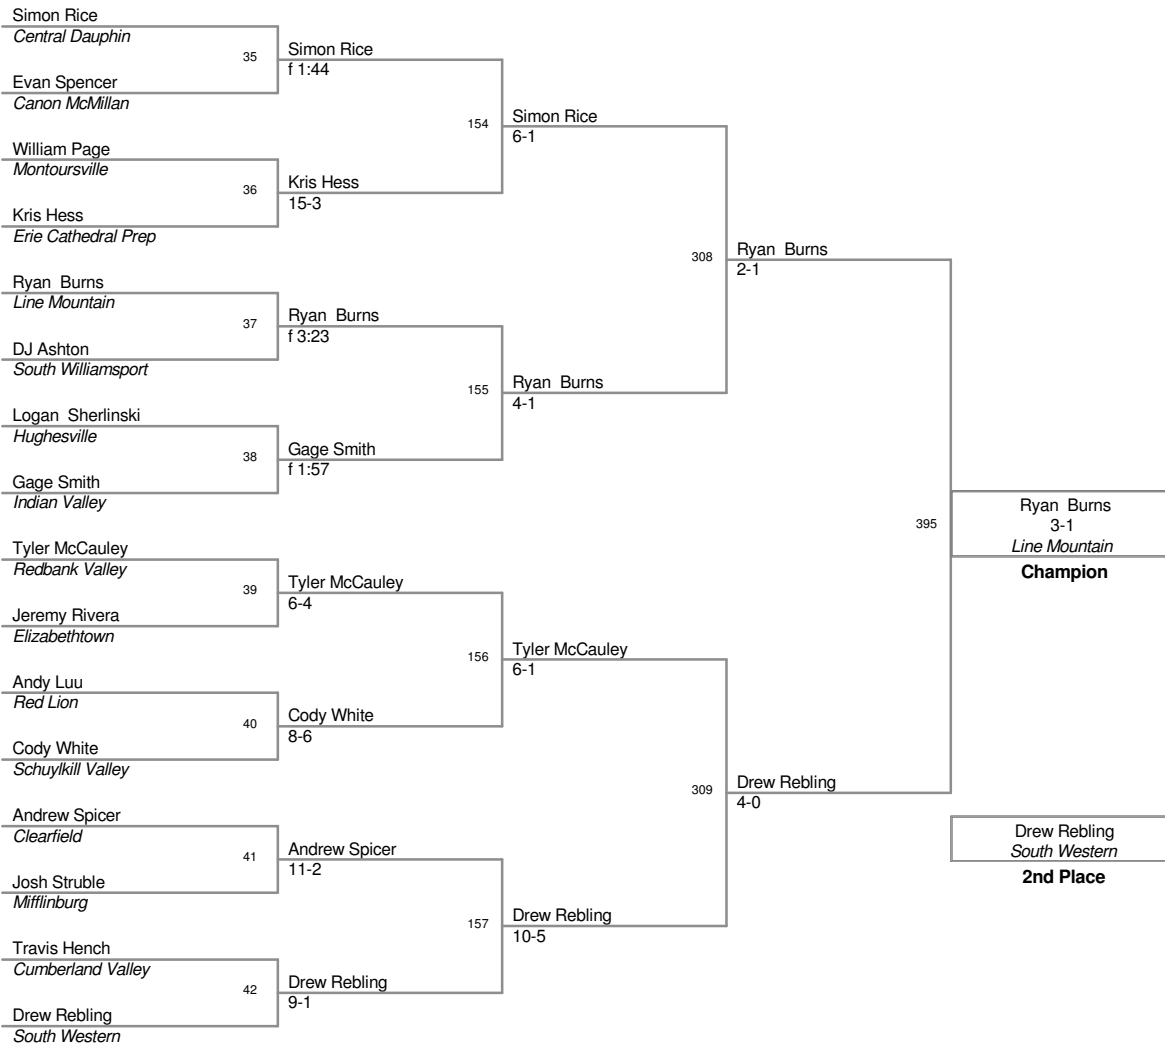 Simon Rice
Central Dauphin
35
Simon Rice
f 1:44
Evan Spencer
Canon McMillan
154
Simon Rice
6-1
William Page
Montoursville
36
Kris Hess
15-3
Kris Hess
Erie Cathedral Prep
308
Ryan Burns
2-1
Ryan Burns
Line Mountain
37
Ryan Burns
f 3:23
DJ Ashton
South Williamsport
155
Ryan Burns
4-1
Logan Sherlinski
Hughesville
38
Gage Smith
f 1:57
Gage Smith
Indian Valley
395
Ryan Burns
3-1
Line Mountain
Champion
Tyler McCauley
Redbank Valley
39
Tyler McCauley
6-4
Jeremy Rivera
Elizabethtown
156
Tyler McCauley
6-1
Andy Luu
Red Lion
40
Cody White
8-6
Cody White
Schuylkill Valley
309
Drew Rebling
4-0
Andrew Spicer
Clearfield
41
Andrew Spicer
11-2
Josh Struble
Mifflinburg
Drew Rebling
South Western
2nd Place
157
Drew Rebling
10-5
Travis Hench
Cumberland Valley
42
Drew Rebling
9-1
Drew Rebling
South Western